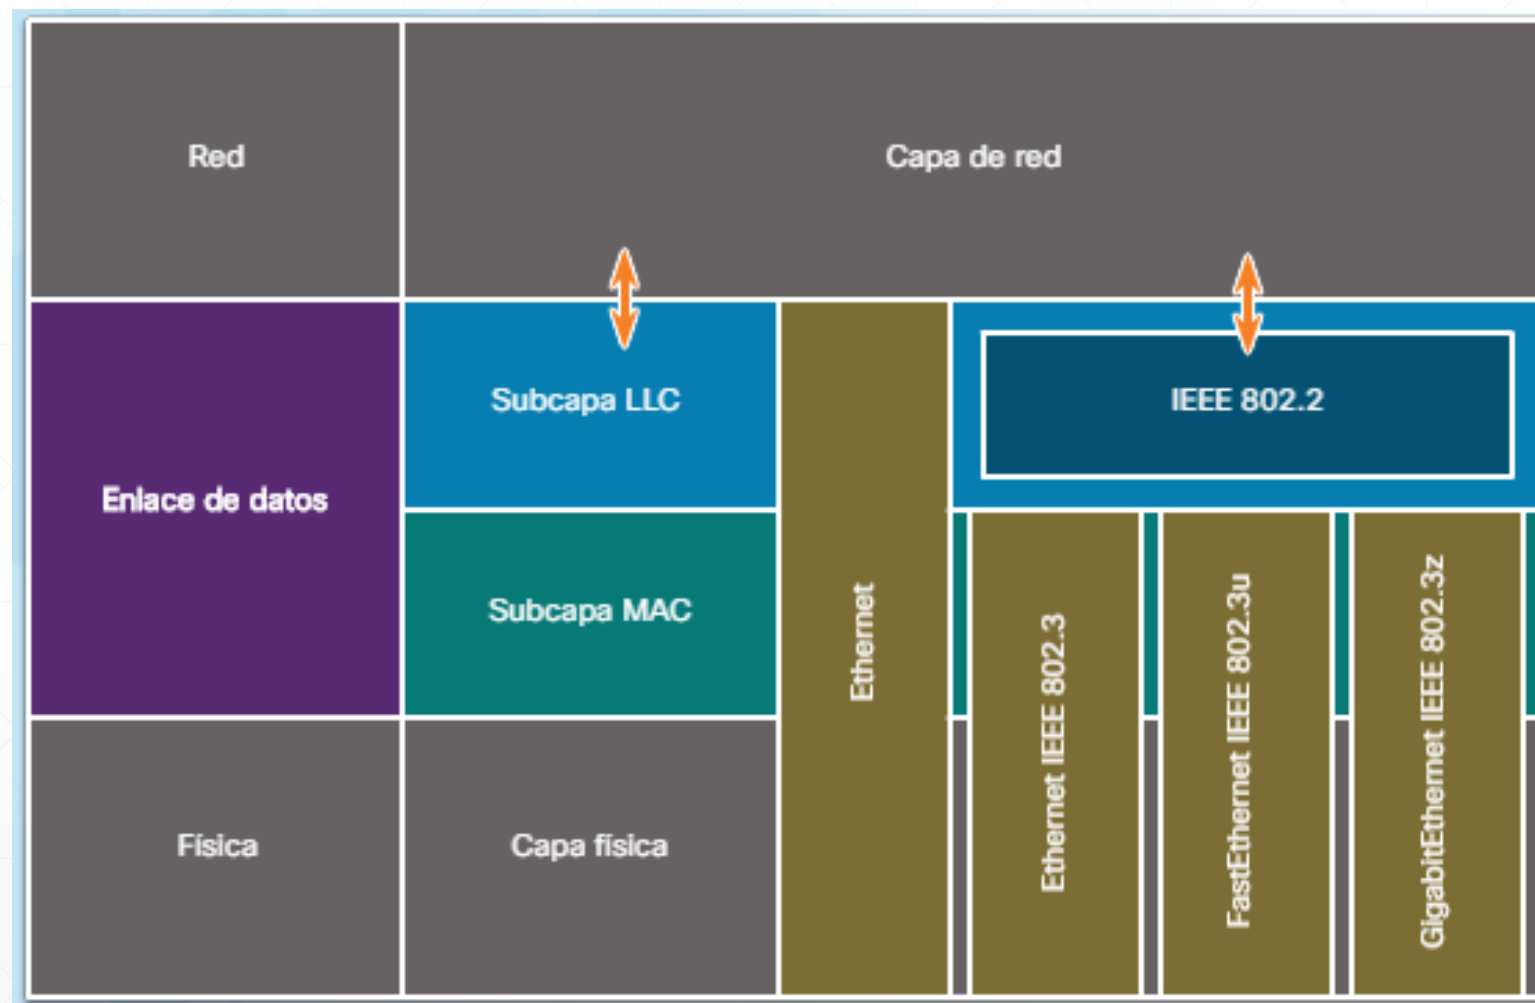 Red
Capa de red
Enlace de datos
Subcapa LLC
IEEE 802.2
Subcapa MAC
Ethernet
Ethernet IEEE 802.3
FastEthernet IEEE 802.3u
GigabitEthernet IEEE 802.3z
Física
Capa física